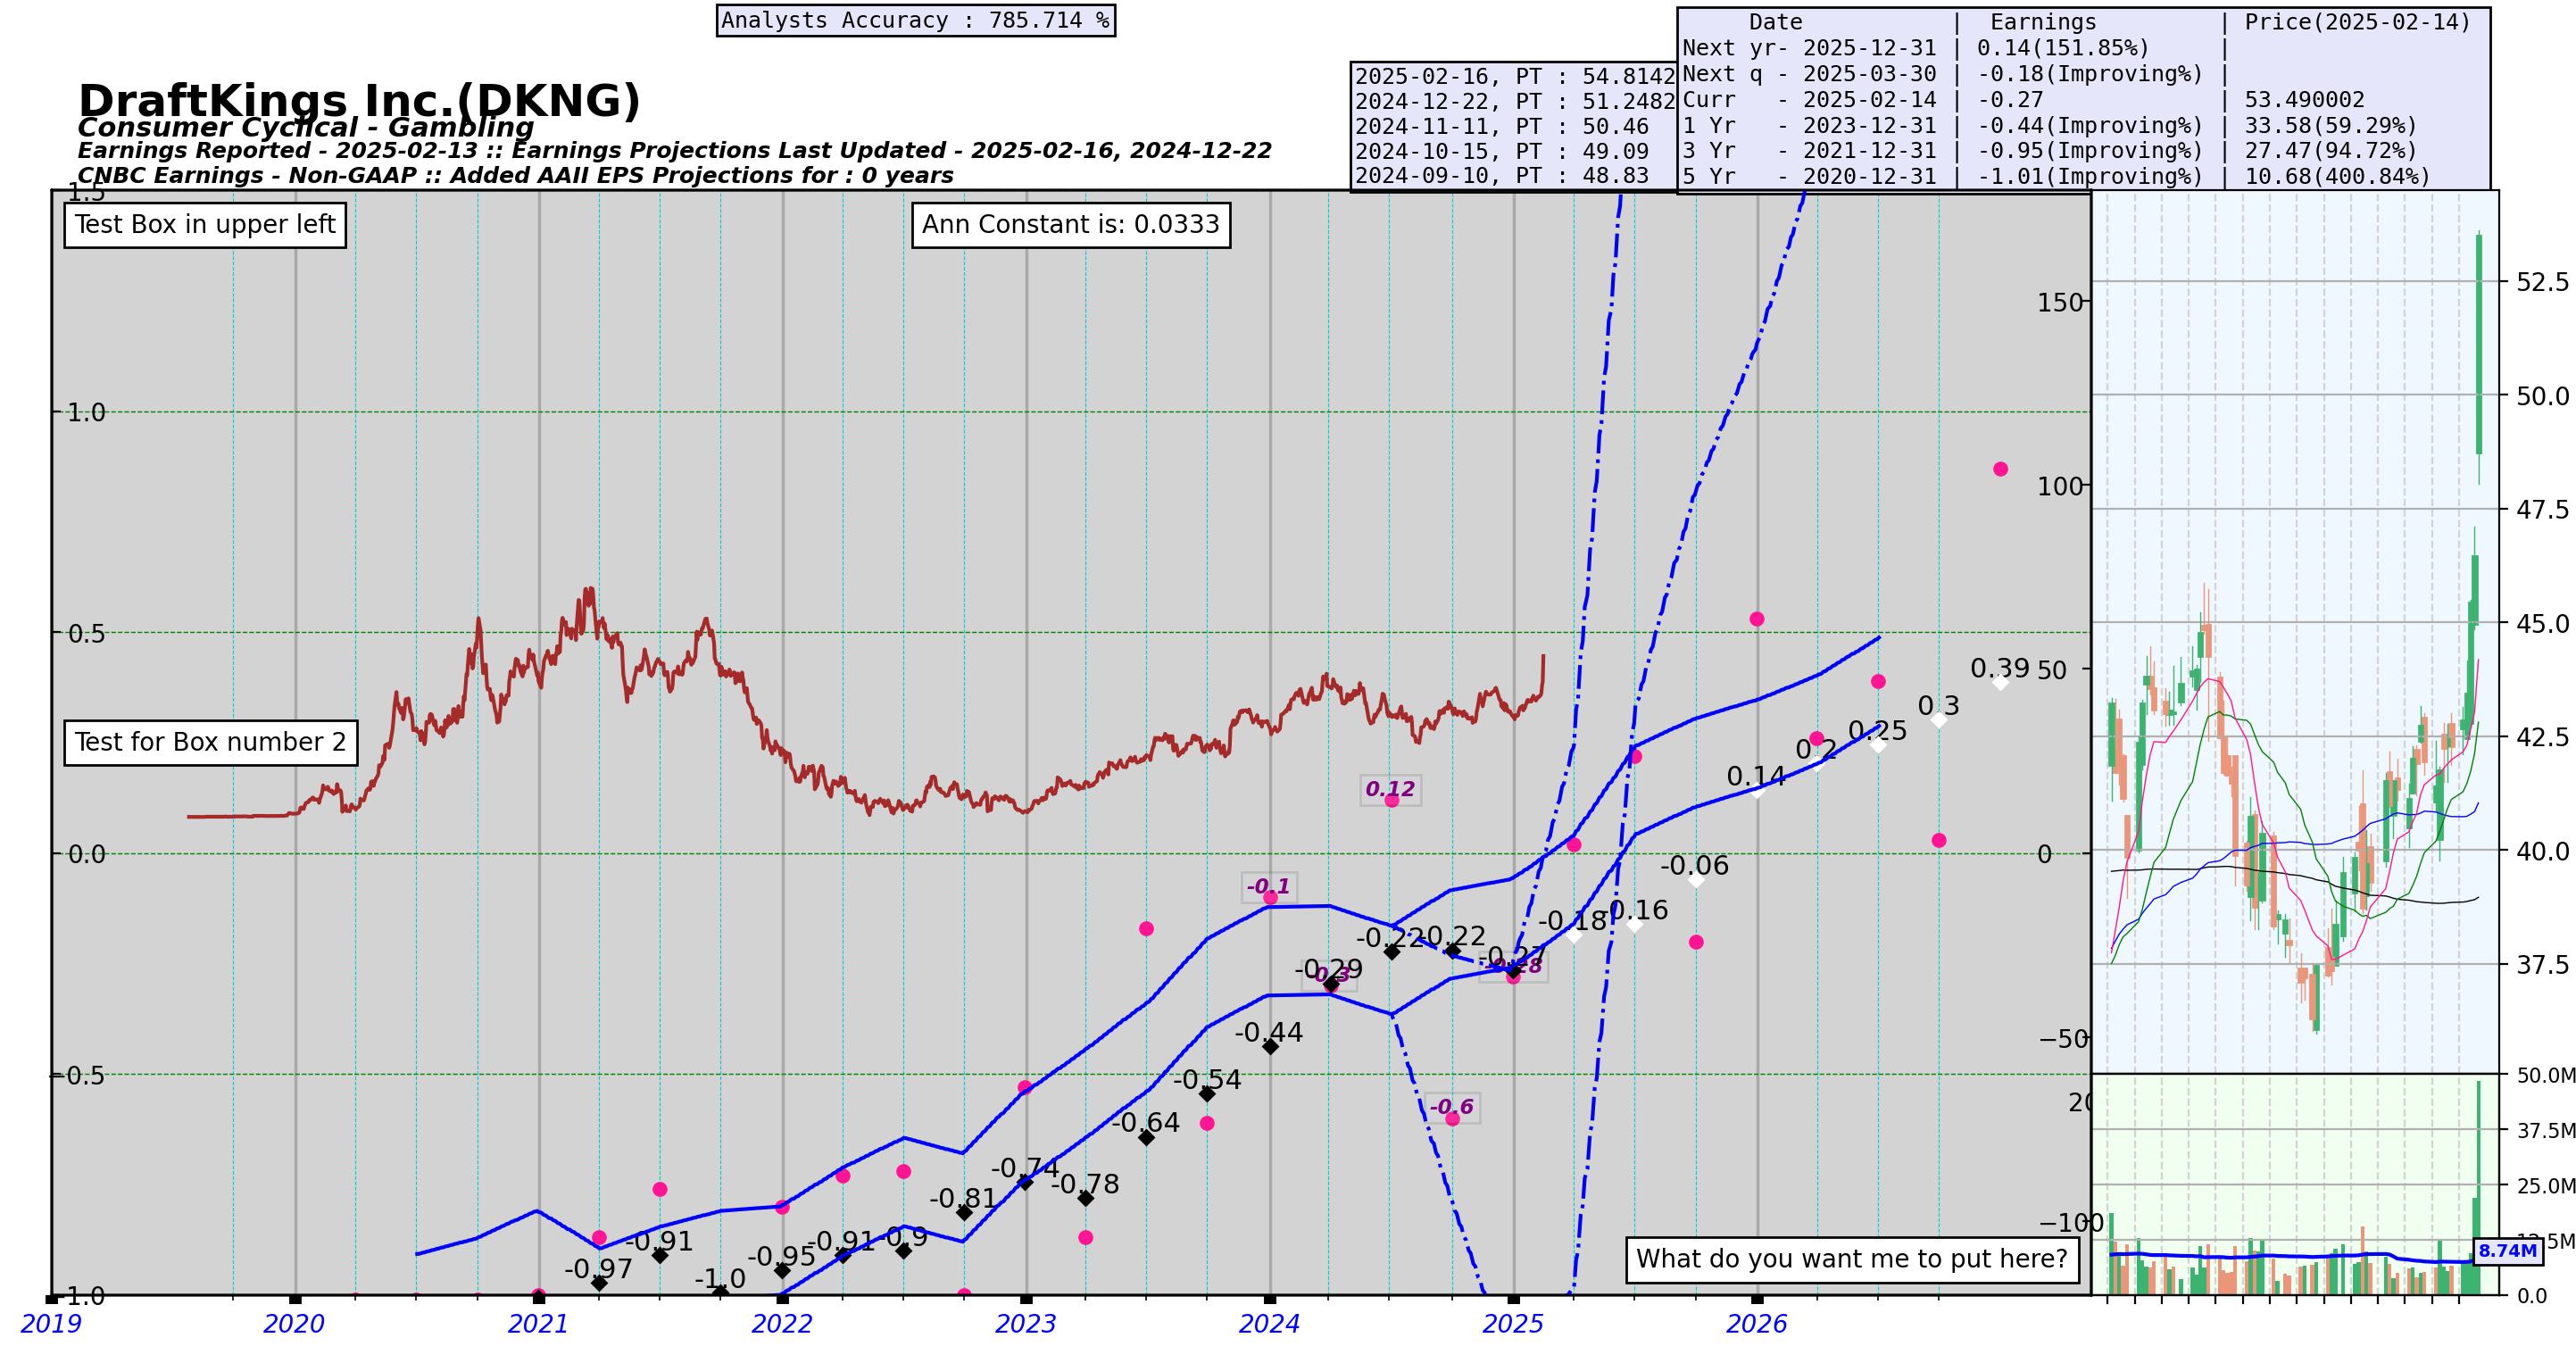 Analysts Accuracy : 785.714 %
Date | Earnings | Price(2025-02-14)
Next yr- 2025-12-31 | 0.14(151.85%) |
Next q - 2025-03-30 | -0.18(Improving%) |
Curr - 2025-02-14 | -0.27 | 53.490002
1 Yr - 2023-12-31 | -0.44(Improving%) | 33.58(59.29%)
3 Yr - 2021-12-31 | -0.95(Improving%) | 27.47(94.72%)
5 Yr - 2020-12-31 | -1.01(Improving%) | 10.68(400.84%)
2025-02-16, PT : 54.8142
2024-12-22, PT : 51.2482
2024-11-11, PT : 50.46
2024-10-15, PT : 49.09
2024-09-10, PT : 48.83
DraftKings Inc.(DKNG)
Consumer Cyclical - Gambling
Earnings Reported - 2025-02-13 :: Earnings Projections Last Updated - 2025-02-16, 2024-12-22
CNBC Earnings - Non-GAAP :: Added AAII EPS Projections for : 0 years
Test Box in upper left
Ann Constant is: 0.0333
Test for Box number 2
What do you want me to put here?
1.5
1.0
0.5
0.0
−0.5
−1.0
-0.97
-0.91
-1.0
-0.95
-0.91
-0.9
-0.81
-0.74
-0.78
-0.64
-0.54
-0.44
-0.1
-0.29
-0.3
0.12
-0.22
-0.22
-0.6
-0.27
-0.28
-0.18
-0.16
-0.06
0.14
0.2
0.25
0.3
0.39
150
100
50
0
−50
−100
20
52.5
50.0
47.5
45.0
42.5
40.0
37.5
50.0M
37.5M
25.0M
12.5M
8.74M
0.0
2019
2020
2021
2022
2023
2024
2025
2026